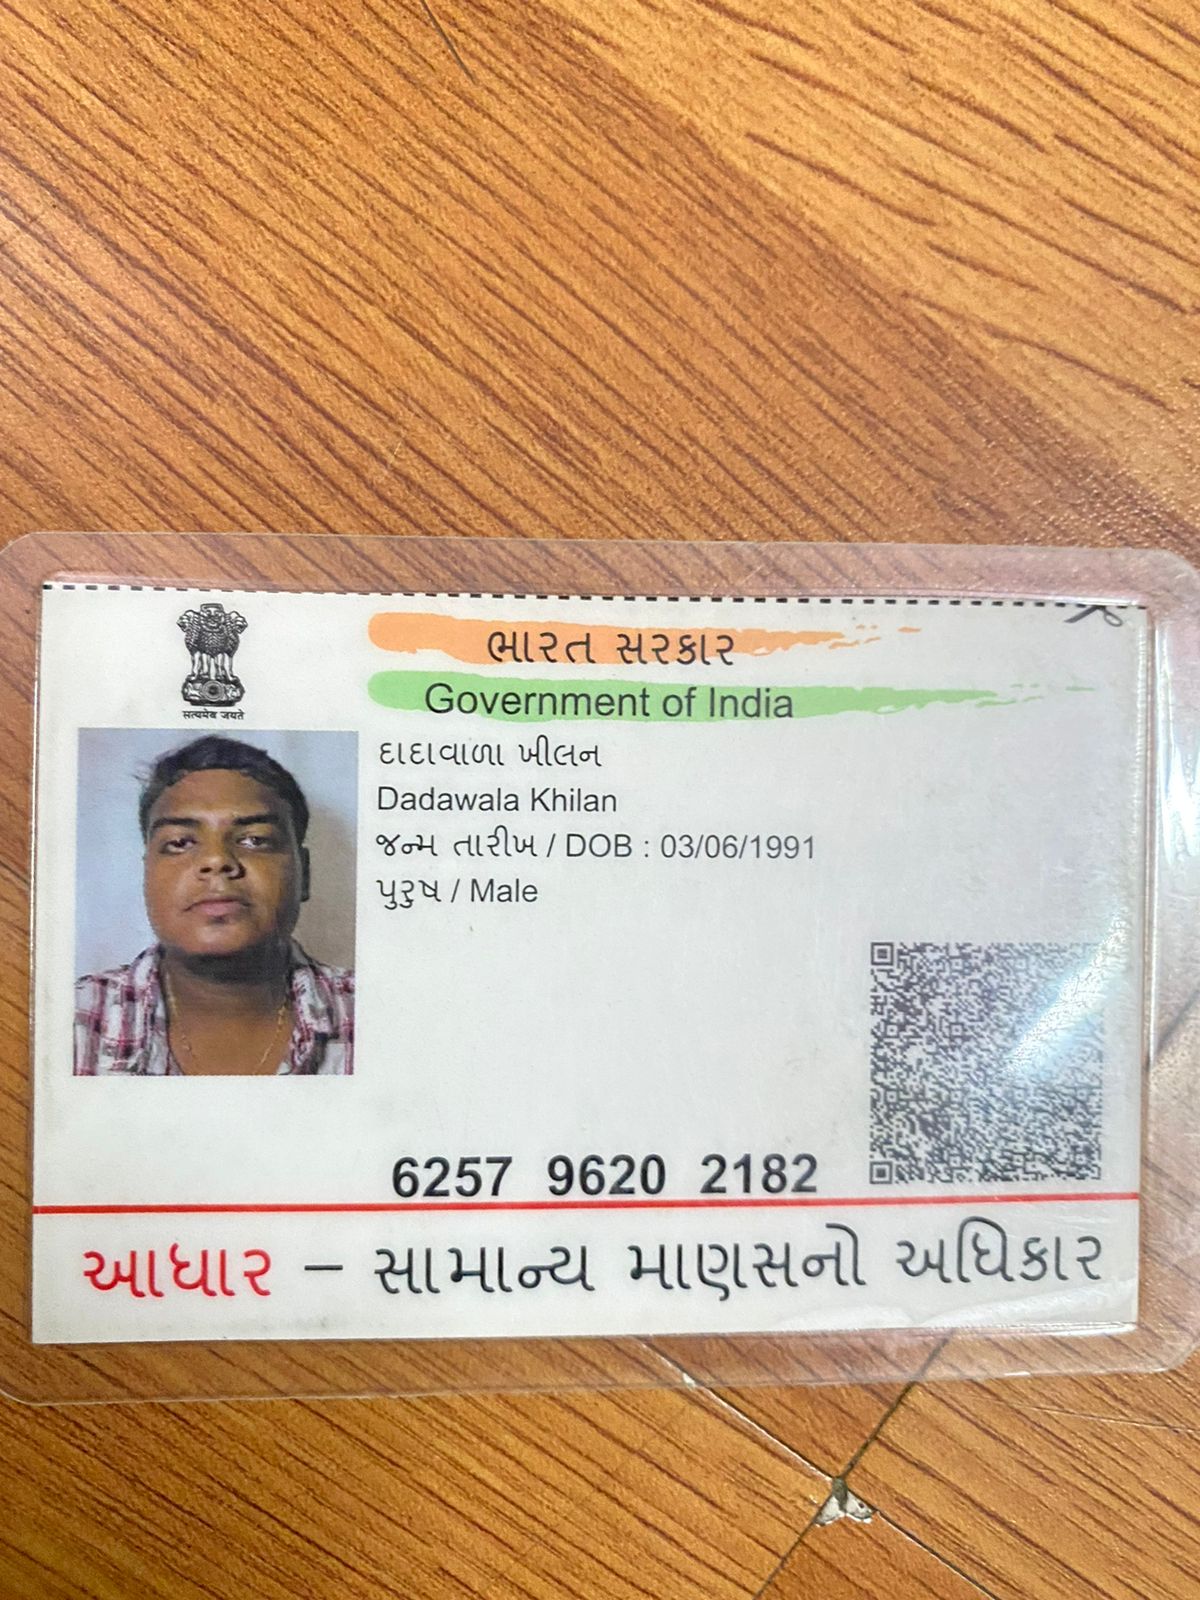 सत्यमेव जयते
ભારત સરકાર
Government of India
દાદાવાળા ખીલન
Dadawala Khilan
જન્મ તારીખ / DOB : 03/06/1991
પુરુષ / Male
6257 9620 2182
આધાર – સામાન્ય માણસનો અધિકાર